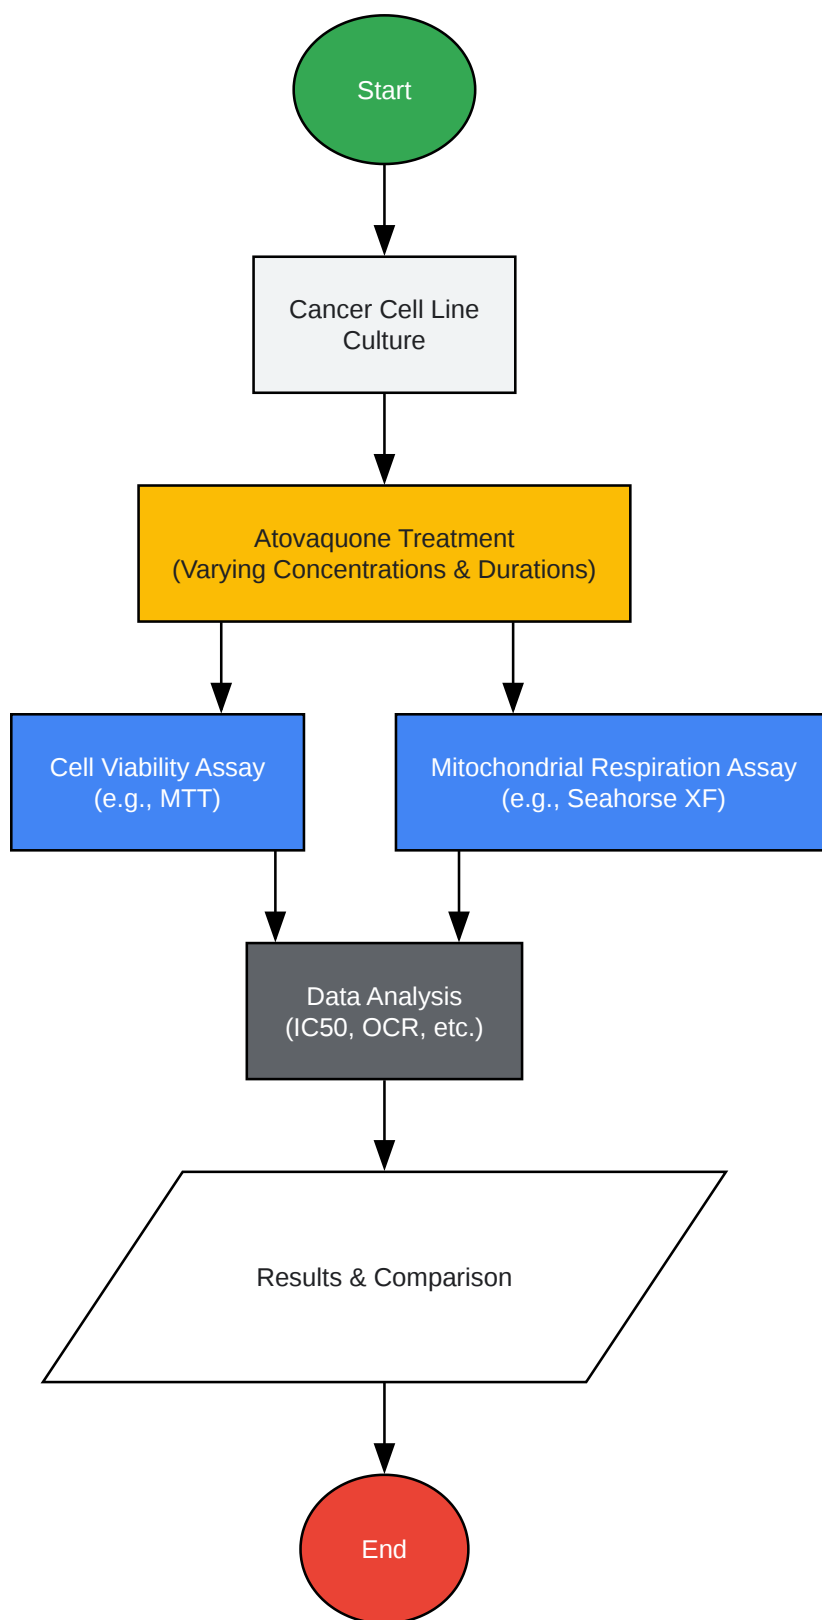 Start
Cancer Cell Line
Culture
Atovaquone Treatment
(Varying Concentrations & Durations)
Cell Viability Assay
(e.g., MTT)
Mitochondrial Respiration Assay
(e.g., Seahorse XF)
Data Analysis
(IC50, OCR, etc.)
Results & Comparison
End